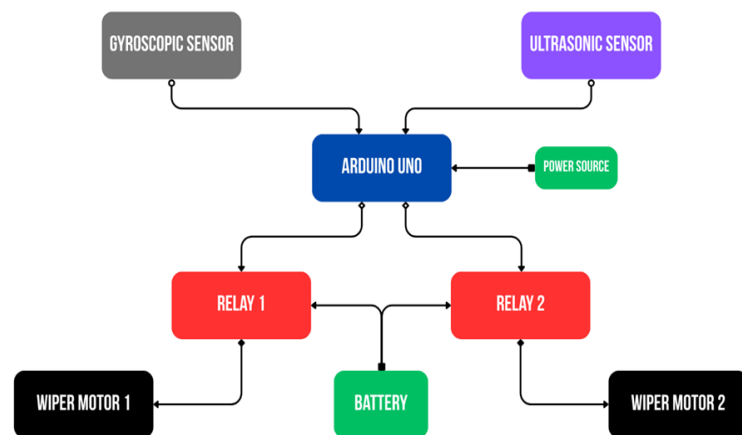 GYROSCOPIC SENSOR
ULTRASONIC SENSOR
ARDUINO UNO
POWER SOURCE
RELAY 1
RELAY 2
WIPER MOTOR 1
BATTERY
WIPER MOTOR 2